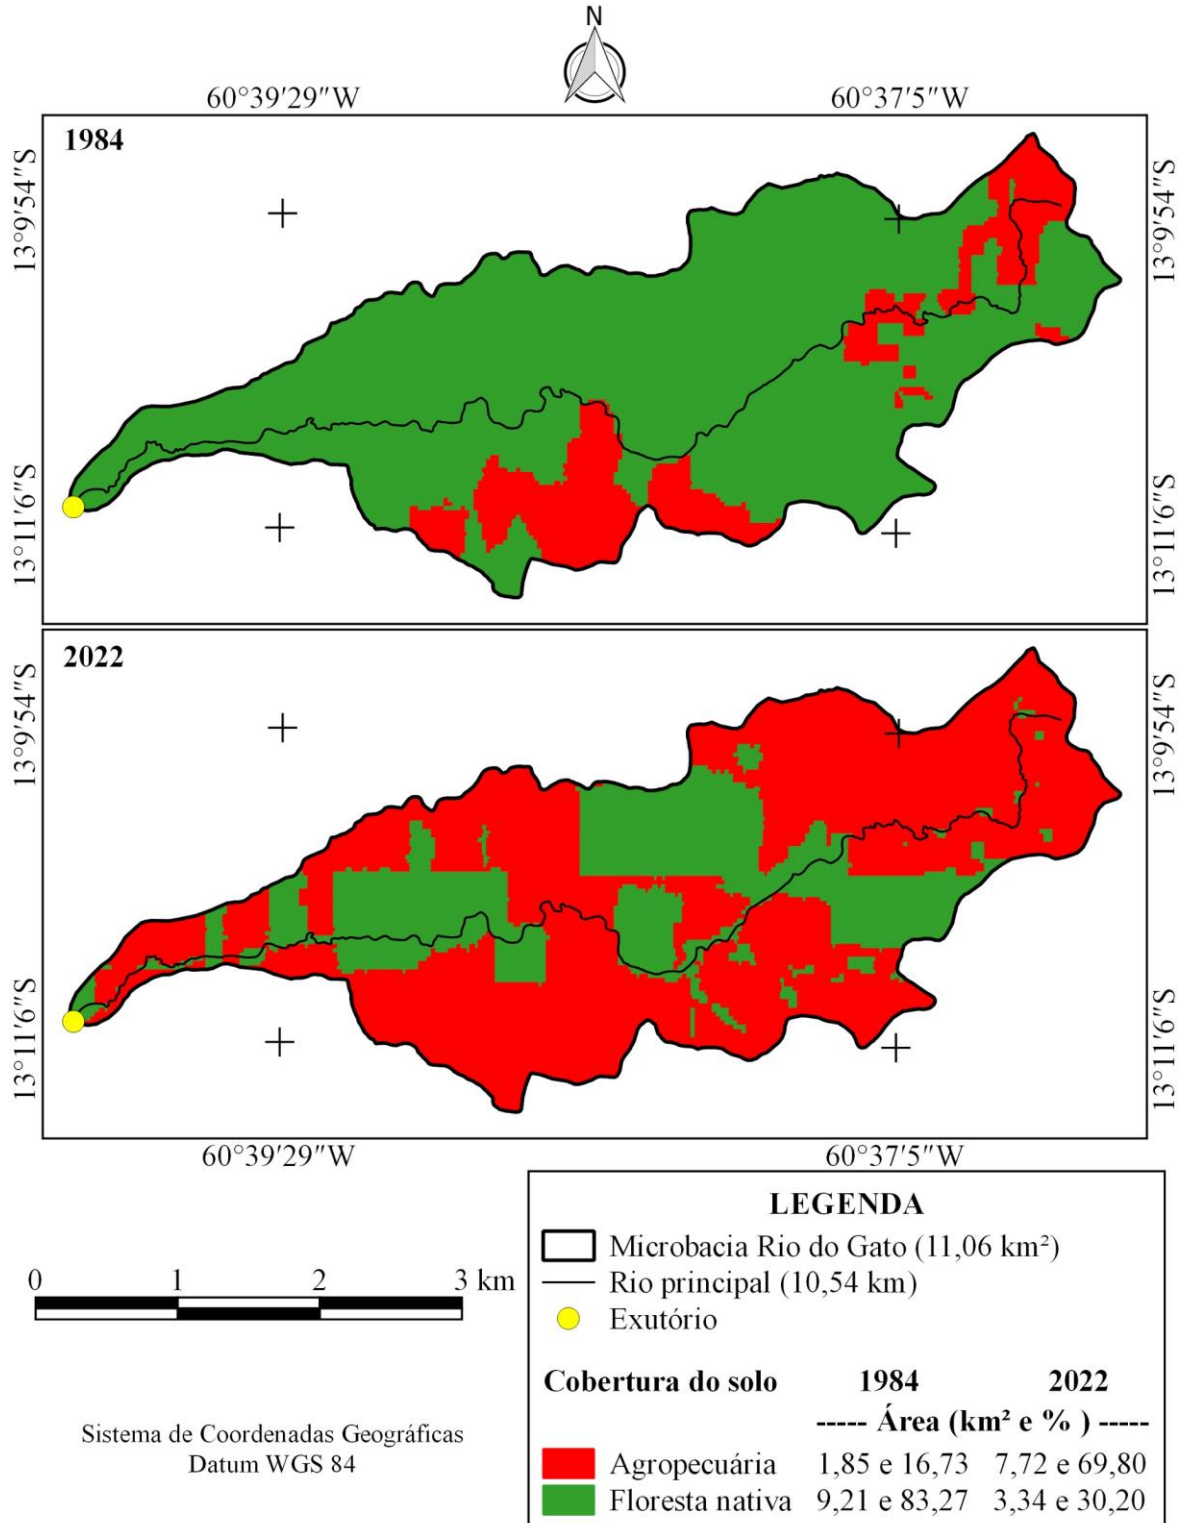 N
60°39′29″W 60°37′5″W
1984
13°9′54″S 13°9′54″S
13°11′6″S 13°11′6″S
2022
13°9′54″S 13°9′54″S
13°11′6″S 13°11′6″S
60°39′29″W 60°37′5″W
0 1 2 3 km
Sistema de Coordenadas Geográficas
Datum WGS 84
LEGENDA
Microbacia Rio do Gato (11,06 km²)
Rio principal (10,54 km)
Exutório
Cobertura do solo 1984 2022
----- Área (km² e % ) -----
Agropecuária 1,85 e 16,73 7,72 e 69,80
Floresta nativa 9,21 e 83,27 3,34 e 30,20